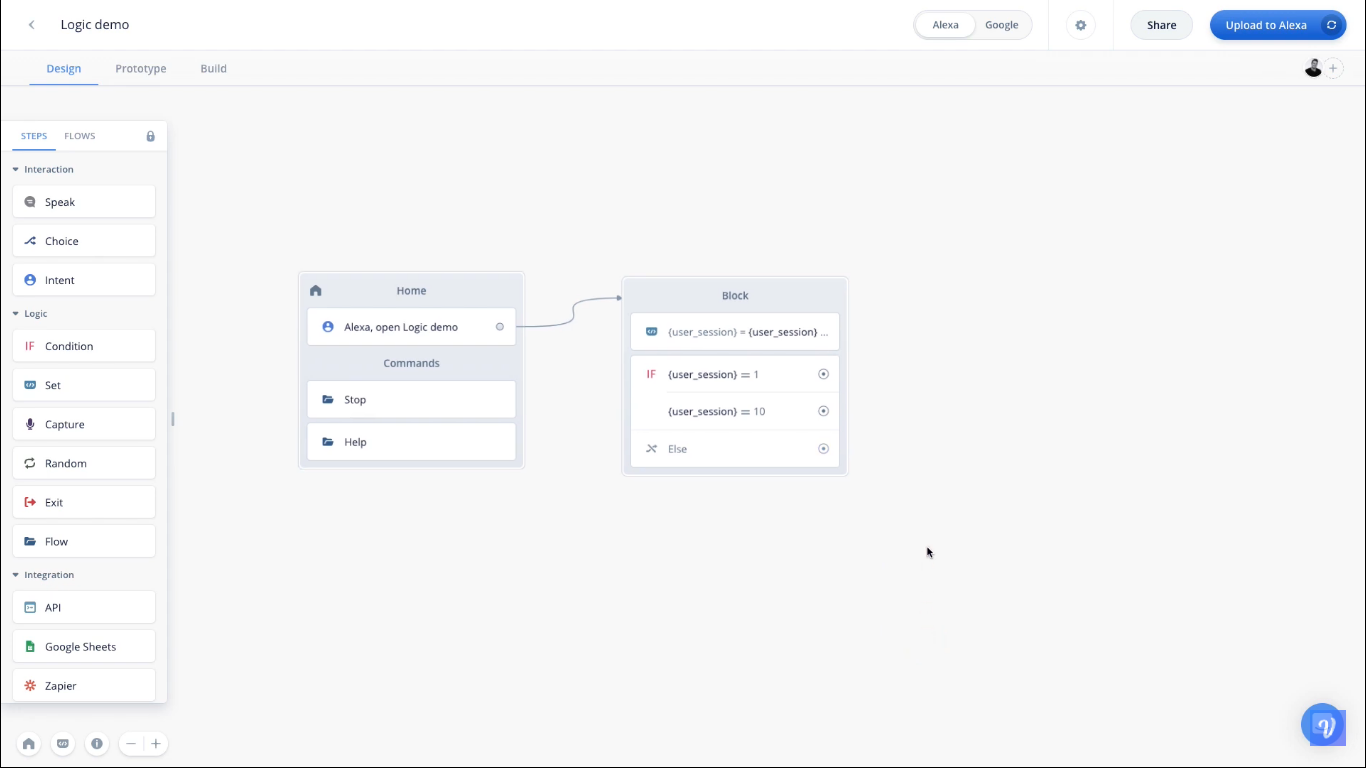 Logic demo
Alexa Google
Share
Upload to Alexa
Design Prototype Build
STEPS FLOWS
Interaction
Speak
Choice
Intent
Logic
IF Condition
Set
Capture
Random
Exit
Flow
Integration
API
Google Sheets
Zapier
Home
Alexa, open Logic demo
Commands
Stop
Help
Block
{user_session} = {user_session} ...
IF {user_session} = 1
{user_session} = 10
Else